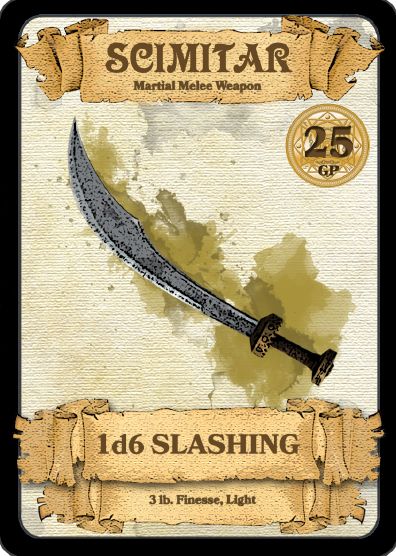 SCIMITAR
Martial Melee Weapon
25
GP
1d6 SLASHING
3 lb. Finesse, Light